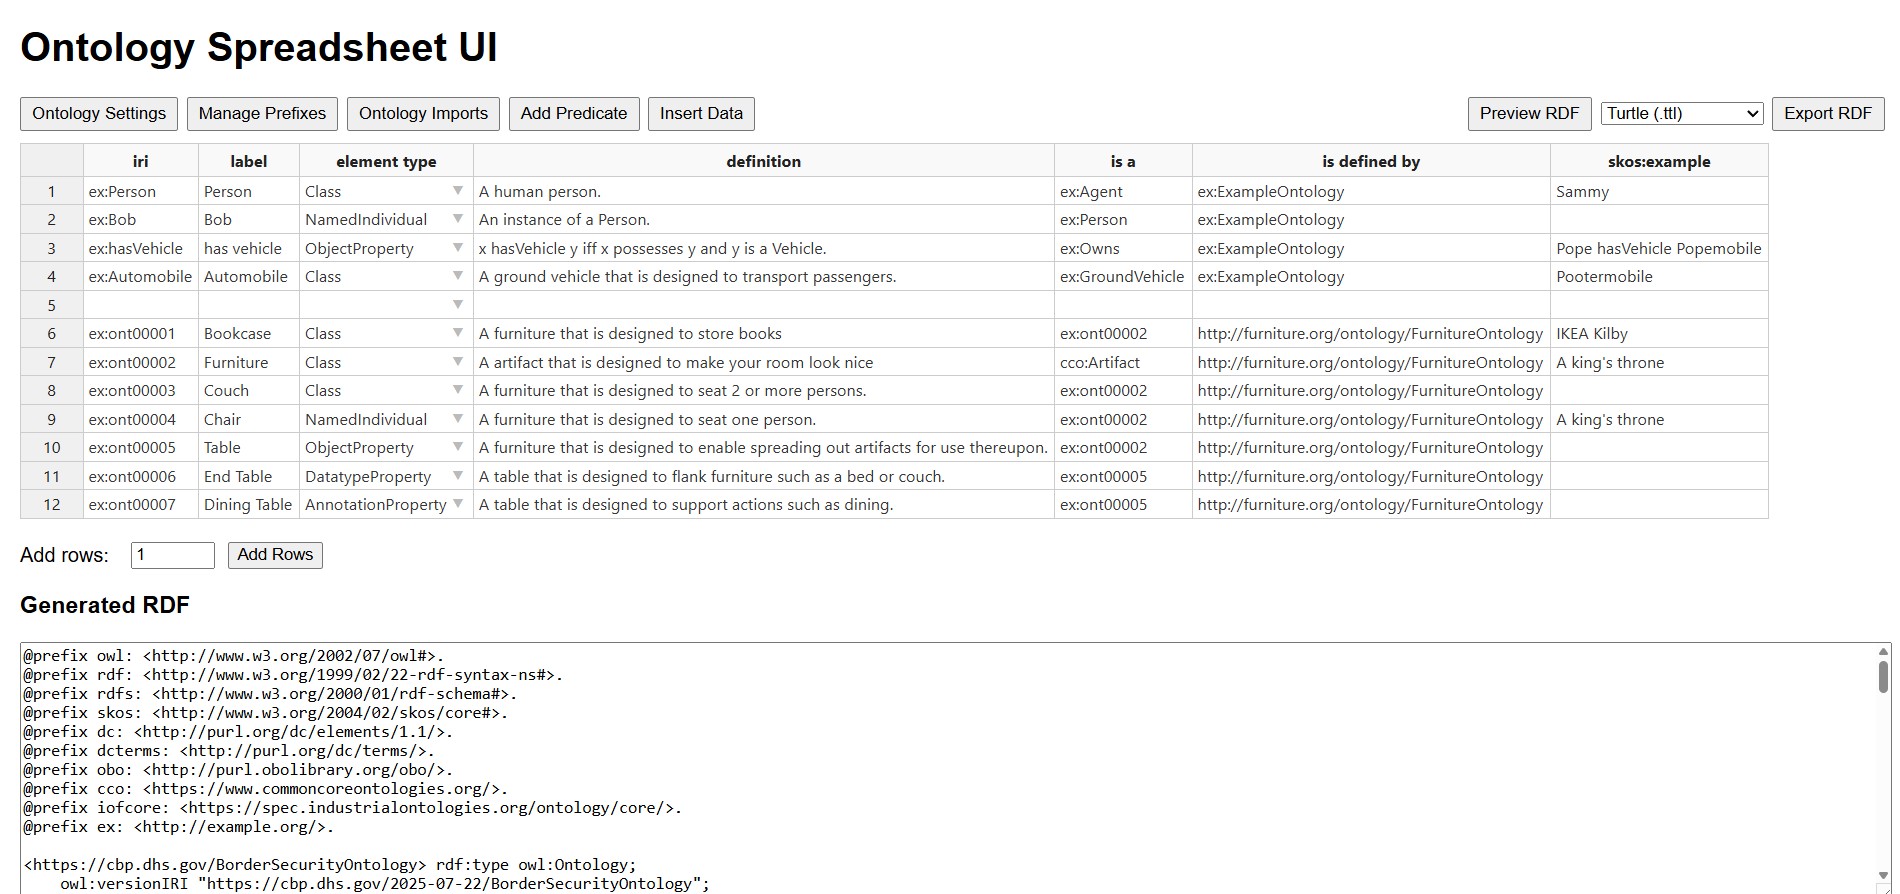 Ontology Spreadsheet UI
Ontology Settings Manage Prefixes Ontology Imports Add Predicate Insert Data Preview RDF Turtle (.ttl) Export RDF
iri label element type definition is a is defined by skos:example
1 ex:Person Person Class A human person. ex:Agent ex:ExampleOntology Sammy
2 ex:Bob Bob NamedIndividual An instance of a Person. ex:Person ex:ExampleOntology
3 ex:hasVehicle has vehicle ObjectProperty x hasVehicle y iff x possesses y and y is a Vehicle. ex:Owns ex:ExampleOntology Pope hasVehicle Popemobile
4 ex:Automobile Automobile Class A ground vehicle that is designed to transport passengers. ex:GroundVehicle ex:ExampleOntology Pootermobile
5
6 ex:ont00001 Bookcase Class A furniture that is designed to store books ex:ont00002 http://furniture.org/ontology/FurnitureOntology IKEA Kilby
7 ex:ont00002 Furniture Class A artifact that is designed to make your room look nice cco:Artifact http://furniture.org/ontology/FurnitureOntology A king's throne
8 ex:ont00003 Couch Class A furniture that is designed to seat 2 or more persons. ex:ont00002 http://furniture.org/ontology/FurnitureOntology
9 ex:ont00004 Chair NamedIndividual A furniture that is designed to seat one person. ex:ont00002 http://furniture.org/ontology/FurnitureOntology A king's throne
10 ex:ont00005 Table ObjectProperty A furniture that is designed to enable spreading out artifacts for use thereupon. ex:ont00002 http://furniture.org/ontology/FurnitureOntology
11 ex:ont00006 End Table DatatypeProperty A table that is designed to flank furniture such as a bed or couch. ex:ont00005 http://furniture.org/ontology/FurnitureOntology
12 ex:ont00007 Dining Table AnnotationProperty A table that is designed to support actions such as dining. ex:ont00005 http://furniture.org/ontology/FurnitureOntology
Add rows: 1 Add Rows
Generated RDF
@prefix owl: <http://www.w3.org/2002/07/owl#>.
@prefix rdf: <http://www.w3.org/1999/02/22-rdf-syntax-ns#>.
@prefix rdfs: <http://www.w3.org/2000/01/rdf-schema#>.
@prefix skos: <http://www.w3.org/2004/02/skos/core#>.
@prefix dc: <http://purl.org/dc/elements/1.1/>.
@prefix dcterms: <http://purl.org/dc/terms/>.
@prefix obo: <http://purl.obolibrary.org/obo/>.
@prefix cco: <https://www.commoncoreontologies.org/>.
@prefix iofcore: <https://spec.industrialontologies.org/ontology/core/>.
@prefix ex: <http://example.org/>.
<https://cbp.dhs.gov/BorderSecurityOntology> rdf:type owl:Ontology;
owl:versionIRI "https://cbp.dhs.gov/2025-07-22/BorderSecurityOntology";